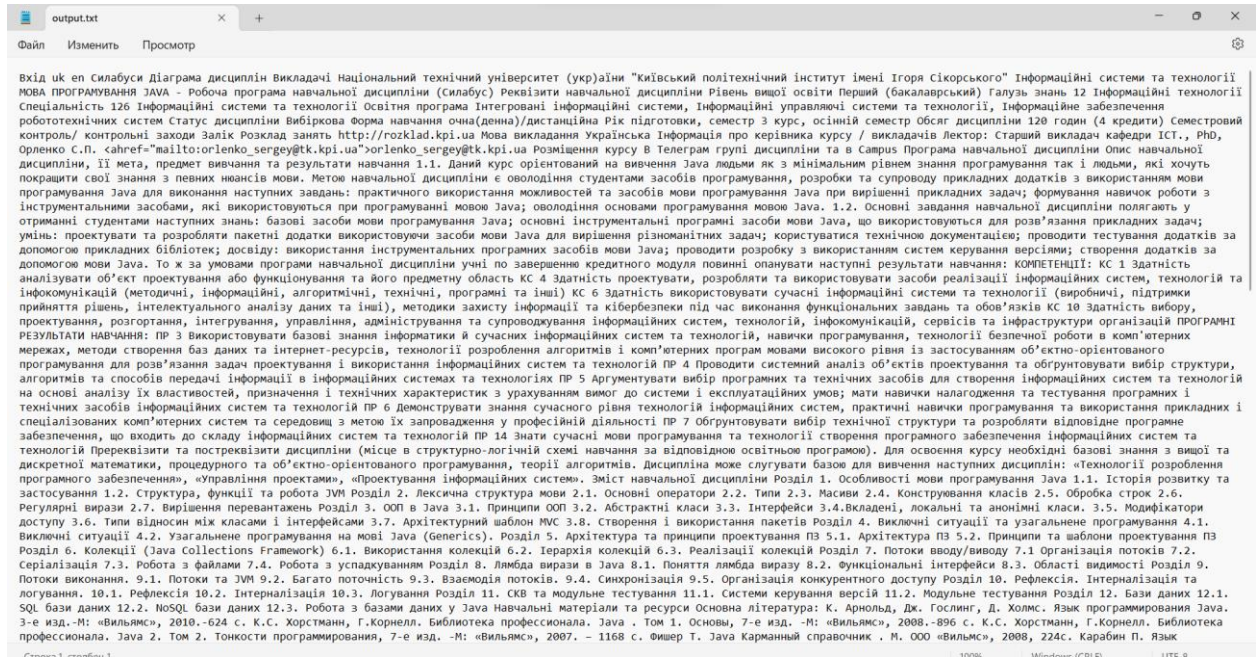 output.txt
Файл Изменить Просмотр
Вхід uk en Силабуси Діаграма дисциплін Викладачі Національний технічний університет (укр)аїни "Київський політехнічний інститут імені Ігоря Сікорського" Інформаційні системи та технології
МОВА ПРОГРАМУВАННЯ JAVA - Робоча програма навчальної дисципліни (Силабус) Реквізити навчальної дисципліни Рівень вищої освіти Перший (бакалаврський) Галузь знань 12 Інформаційні технології
Спеціальність 126 Інформаційні системи та технології Освітня програма Інтегровані інформаційні системи, Інформаційні управляючі системи та технології, Інформаційне забезпечення
робототехнічних систем Статус дисципліни Вибіркова Форма навчання очна(денна)/дистанційна Рік підготовки, семестр 3 курс, осінній семестр Обсяг дисципліни 120 годин (4 кредити) Семестровий
контроль/ контрольні заходи Залік Розклад занять http://rozklad.kpi.ua Мова викладання Українська Інформація про керівника курсу / викладачів Лектор: Старший викладач кафедри ІСТ., PhD,
Орленко С.П. <ahref="mailto:orlenko_sergey@tk.kpi.ua">orlenko_sergey@tk.kpi.ua Розміщення курсу В Телеграм групі дисципліни та в Campus Програма навчальної дисципліни Опис навчальної
дисципліни, її мета, предмет вивчання та результати навчання 1.1. Даний курс орієнтований на вивчення Java людьми як з мінімальним рівнем знання програмування так і людьми, які хочуть
покращити свої знання з певних нюансів мови. Метою навчальної дисципліни є оволодіння студентами засобів програмування, розробки та супроводу прикладних додатків з використанням мови
програмування Java для виконання наступних завдань: практичного використання можливостей та засобів мови програмування Java при вирішенні прикладних задач; формування навичок роботи з
інструментальними засобами, які використовуються при програмуванні мовою Java; оволодіння основами програмування мовою Java. 1.2. Основні завдання навчальної дисципліни полягають у
отриманні студентами наступних знань: базові засоби мови програмування Java; основні інструментальні програмні засоби мови Java, що використовуються для розв’язання прикладних задач;
умінь: проектувати та розробляти пакетні додатки використовуючи засоби мови Java для вирішення різноманітних задач; користуватися технічною документацією; проводити тестування додатків за
допомогою прикладних бібліотек; досвіду: використання інструментальних програмних засобів мови Java; проводити розробку з використанням систем керування версіями; створення додатків за
допомогою мови Java. То ж за умовами програми навчальної дисципліни учні по завершенню кредитного модуля повинні опанувати наступні результати навчання: КОМПЕТЕНЦІЇ: КС 1 Здатність
аналізувати об’єкт проектування або функціонування та його предметну область КС 4 Здатність проектувати, розробляти та використовувати засоби реалізації інформаційних систем, технологій та
інфокомунікацій (методичні, інформаційні, алгоритмічні, технічні, програмні та інші) КС 6 Здатність використовувати сучасні інформаційні системи та технології (виробничі, підтримки
прийняття рішень, інтелектуального аналізу даних та інші), методики захисту інформації та кібербезпеки під час виконання функціональних завдань та обов’язків КС 10 Здатність вибору,
проектування, розгортання, інтегрування, управління, адміністрування та супроводжування інформаційних систем, технологій, інфокомунікацій, сервісів та інфраструктури організацій ПРОГРАМНІ
РЕЗУЛЬТАТИ НАВЧАННЯ: ПР 3 Використовувати базові знання інформатики й сучасних інформаційних систем та технологій, навички програмування, технології безпечної роботи в комп'ютерних
мережах, методи створення баз даних та інтернет-ресурсів, технології розроблення алгоритмів і комп’ютерних програм мовами високого рівня із застосуванням об’єктно-орієнтованого
програмування для розв’язання задач проектування і використання інформаційних систем та технологій ПР 4 Проводити системний аналіз об’єктів проектування та обґрунтовувати вибір структури,
алгоритмів та способів передачі інформації в інформаційних системах та технологіях ПР 5 Аргументувати вибір програмних та технічних засобів для створення інформаційних систем та технологій
на основі аналізу їх властивостей, призначення і технічних характеристик з урахуванням вимог до системи і експлуатаційних умов; мати навички налагодження та тестування програмних і
технічних засобів інформаційних систем та технологій ПР 6 Демонструвати знання сучасного рівня технологій інформаційних систем, практичні навички програмування та використання прикладних і
спеціалізованих комп’ютерних систем та середовищ з метою їх запровадження у професійній діяльності ПР 7 Обґрунтовувати вибір технічної структури та розробляти відповідне програмне
забезпечення, що входить до складу інформаційних систем та технологій ПР 14 Знати сучасні мови програмування та технології створення програмного забезпечення інформаційних систем та
технологій Пререквізити та постреквізити дисципліни (місце в структурно-логічній схемі навчання за відповідною освітньою програмою). Для освоєння курсу необхідні базові знання з вищої та
дискретної математики, процедурного та об’єктно-орієнтованого програмування, теорії алгоритмів. Дисципліна може слугувати базою для вивчення наступних дисциплін: «Технології розроблення
програмного забезпечення», «Управління проектами», «Проектування інформаційних систем». Зміст навчальної дисципліни Розділ 1. Особливості мови програмування Java 1.1. Історія розвитку та
застосування 1.2. Структура, функції та робота JVM Розділ 2. Лексична структура мови 2.1. Основні оператори 2.2. Типи 2.3. Масиви 2.4. Конструювання класів 2.5. Обробка строк 2.6.
Регулярні вирази 2.7. Вирішення перевантажень Розділ 3. ООП в Java 3.1. Принципи ООП 3.2. Абстрактні класи 3.3. Інтерфейси 3.4.Вкладені, локальні та анонімні класи. 3.5. Модифікатори
доступу 3.6. Типи відносин між класами і інтерфейсами 3.7. Архітектурний шаблон MVC 3.8. Створення і використання пакетів Розділ 4. Виключні ситуації та узагальнене програмування 4.1.
Виключні ситуації 4.2. Узагальнене програмування на мові Java (Generics). Розділ 5. Архітектура та принципи проектування ПЗ 5.1. Архітектура ПЗ 5.2. Принципи та шаблони проектування ПЗ
Розділ 6. Колекції (Java Collections Framework) 6.1. Використання колекцій 6.2. Ієрархія колекцій 6.3. Реалізації колекцій Розділ 7. Потоки вводу/виводу 7.1 Організація потоків 7.2.
Серіалізація 7.3. Робота з файлами 7.4. Робота з успадкуванням Розділ 8. Лямбда вирази в Java 8.1. Поняття лямбда виразу 8.2. Функціональні інтерфейси 8.3. Області видимості Розділ 9.
Потоки виконання. 9.1. Потоки та JVM 9.2. Багато поточність 9.3. Взаємодія потоків. 9.4. Синхронізація 9.5. Організація конкурентного доступу Розділ 10. Рефлексія. Інтерналізація та
логування. 10.1. Рефлексія 10.2. Інтерналізація 10.3. Логування Розділ 11. СКВ та модульне тестування 11.1. Системи керування версій 11.2. Модульне тестування Розділ 12. Бази даних 12.1.
SQL бази даних 12.2. NoSQL бази даних 12.3. Робота з базами даних у Java Навчальні матеріали та ресурси Основна література: К. Арнольд, Дж. Гослинг, Д. Холмс. Язык программирования Java.
3-е изд.-М: «Вильямс», 2010.-624 с. К.С. Хорстманн, Г.Корнелл. Библиотека профессионала. Java . Том 1. Основы, 7-е изд. -М: «Вильямс», 2008.-896 с. К.С. Хорстманн, Г.Корнелл. Библиотека
профессионала. Java 2. Том 2. Тонкости программирования, 7-е изд. -М: «Вильямс», 2007. – 1168 с. Фишер Т. Java Карманный справочник . М. ООО «Вильмс», 2008, 224с. Карабин П. Язык
Строка 1, столбец 1 100% Windows (CRLF) UTF-8